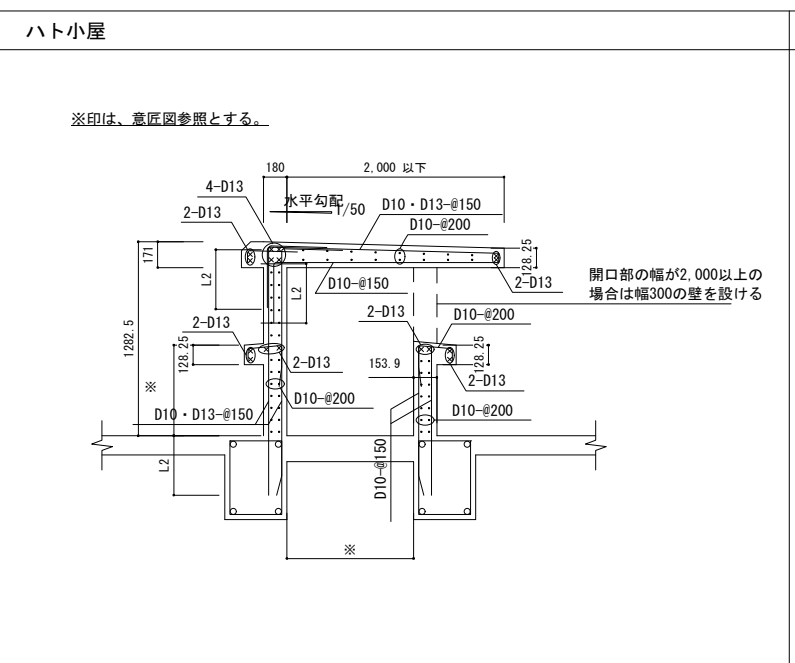 ハト小屋
※印は、意匠図参照とする。
180
2,000 以下
4-D13
水平勾配
1/50
D10・D13-@150
2-D13
D10-@200
171
128.25
L2
L2
D10-@150
2-D13
開口部の幅が2,000以上の
場合は幅300の壁を設ける
1282.5
2-D13
D10-@200
2-D13
128.25
128.25
2-D13
153.9
2-D13
※
D10-@200
D10・D13-@150
D10-@200
L2
D10-@150
※